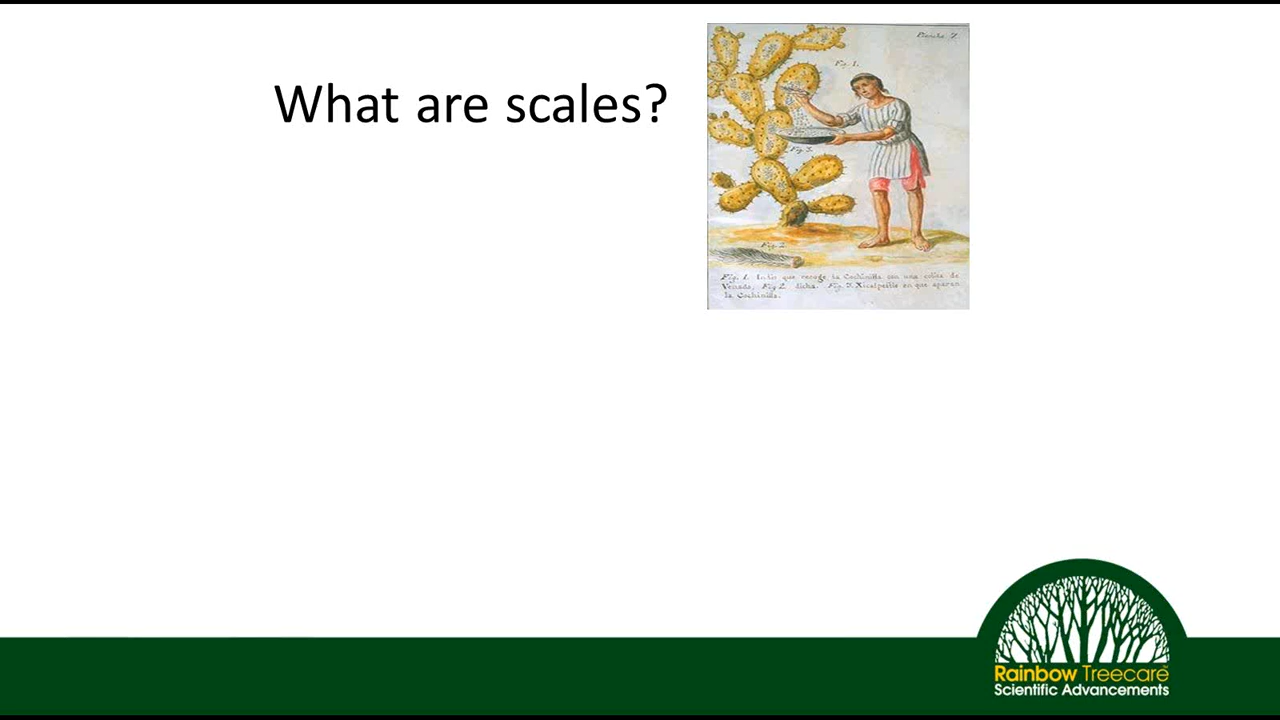 What are scales?
Plancha 7.
Fig. 1.
Fig. 3.
Fig. 2.
Fig. 1. Indio que recoge la Cochinilla con una colita de
Venado, Fig 2. dicha. Fig. 3. Xicalpestle en que aparan
la Cochinilla.
Rainbow Treecare
Scientific Advancements